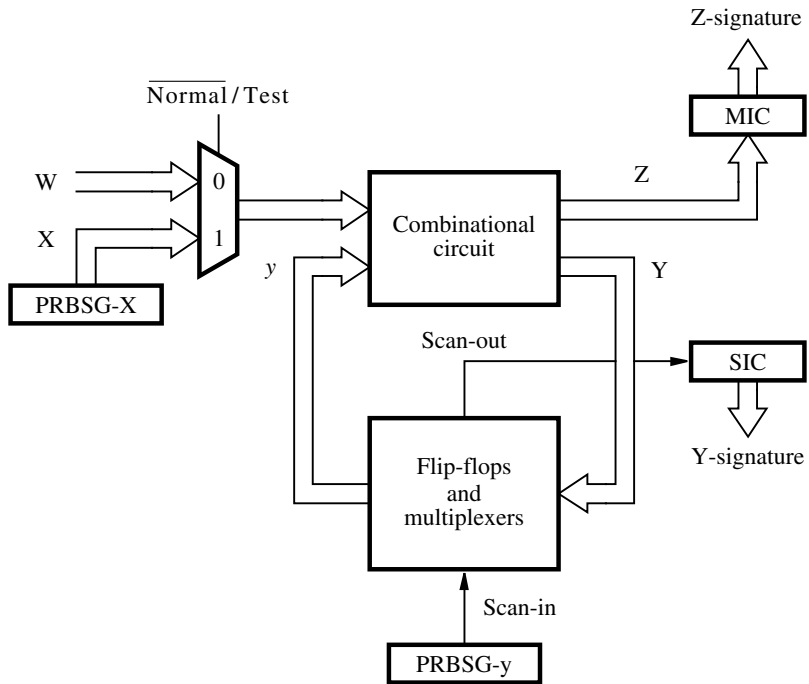 Z-signature
MIC
Normal / Test
W
0
Z
X
1
Combinational
circuit
y
Y
PRBSG-X
Scan-out
SIC
Flip-flops
and
multiplexers
Y-signature
Scan-in
PRBSG-y